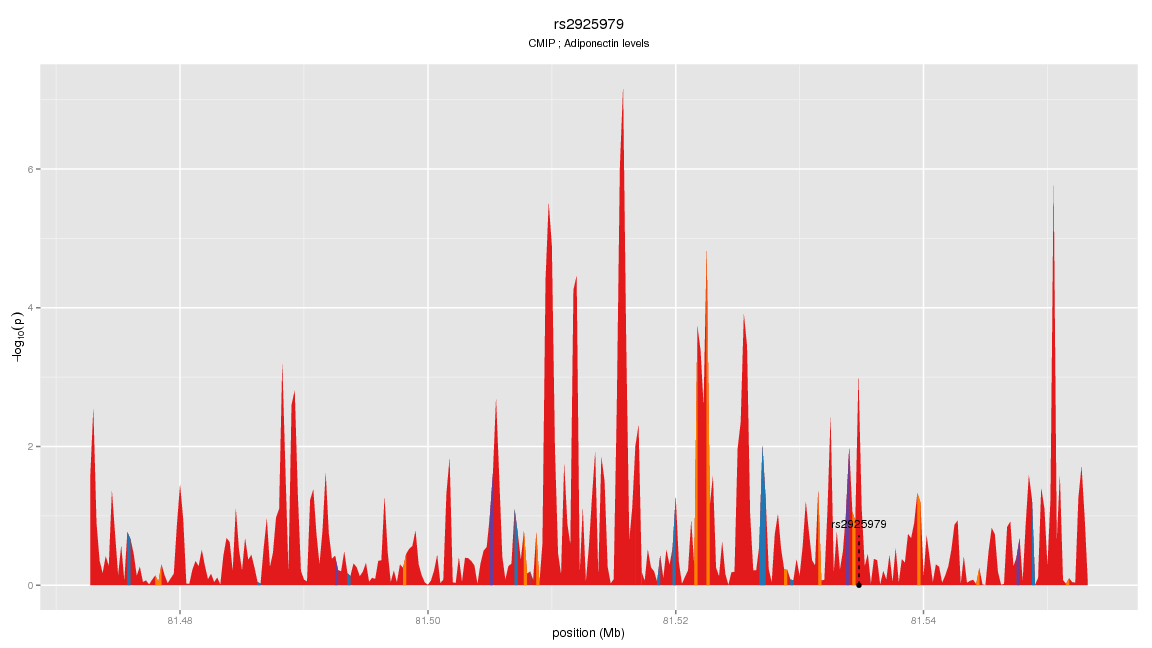 rs2925979
CMIP ; Adiponectin levels
6
4
2
0
−log10(p)
rs2925979
81.48
81.50
81.52
81.54
position (Mb)